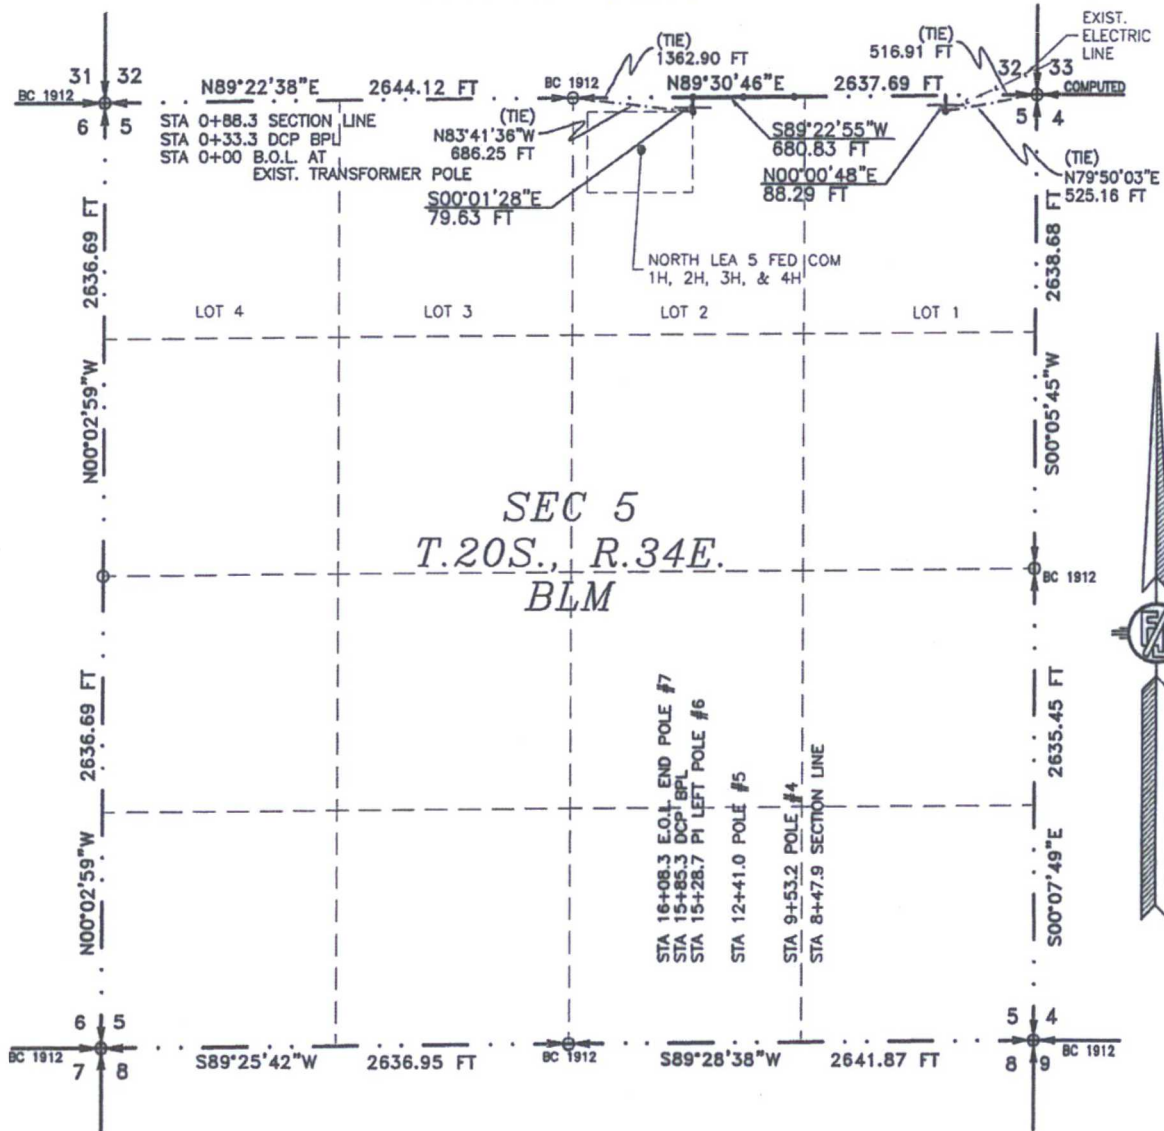 EXIST.
ELECTRIC
LINE
(TIE)
1362.90 FT
(TIE)
516.91 FT
31 32
32 33
BC 1912
N89°22'38"E 2644.12 FT
BC 1912
N89°30'46"E 2637.69 FT
COMPUTED
6 5
5 4
STA 0+88.3 SECTION LINE
STA 0+33.3 DCP BPL
STA 0+00 B.O.L. AT
EXIST. TRANSFORMER POLE
(TIE)
N83°41'36"W
686.25 FT
S89°22'55"W
680.83 FT
(TIE)
N79°50'03"E
525.16 FT
S00°01'28"E
79.63 FT
N00°00'48"E
88.29 FT
NORTH LEA 5 FED COM
1H, 2H, 3H, & 4H
2636.69 FT
2638.68 FT
LOT 4
LOT 3
LOT 2
LOT 1
N00°02'59"W
S00°05'45"W
SEC 5
T.20S., R.34E.
BLM
BC 1912
2636.69 FT
2635.45 FT
N00°02'59"W
S00°07'49"E
STA 16+08.3 E.O.L. END POLE #7
STA 15+85.3 DCP BPL
STA 15+28.7 PI LEFT POLE #6
STA 12+41.0 POLE #5
STA 9+53.2 POLE #4
STA 8+47.9 SECTION LINE
6 5
5 4
BC 1912
S89°25'42"W 2636.95 FT
BC 1912
S89°28'38"W 2641.87 FT
BC 1912
7 8
8 9